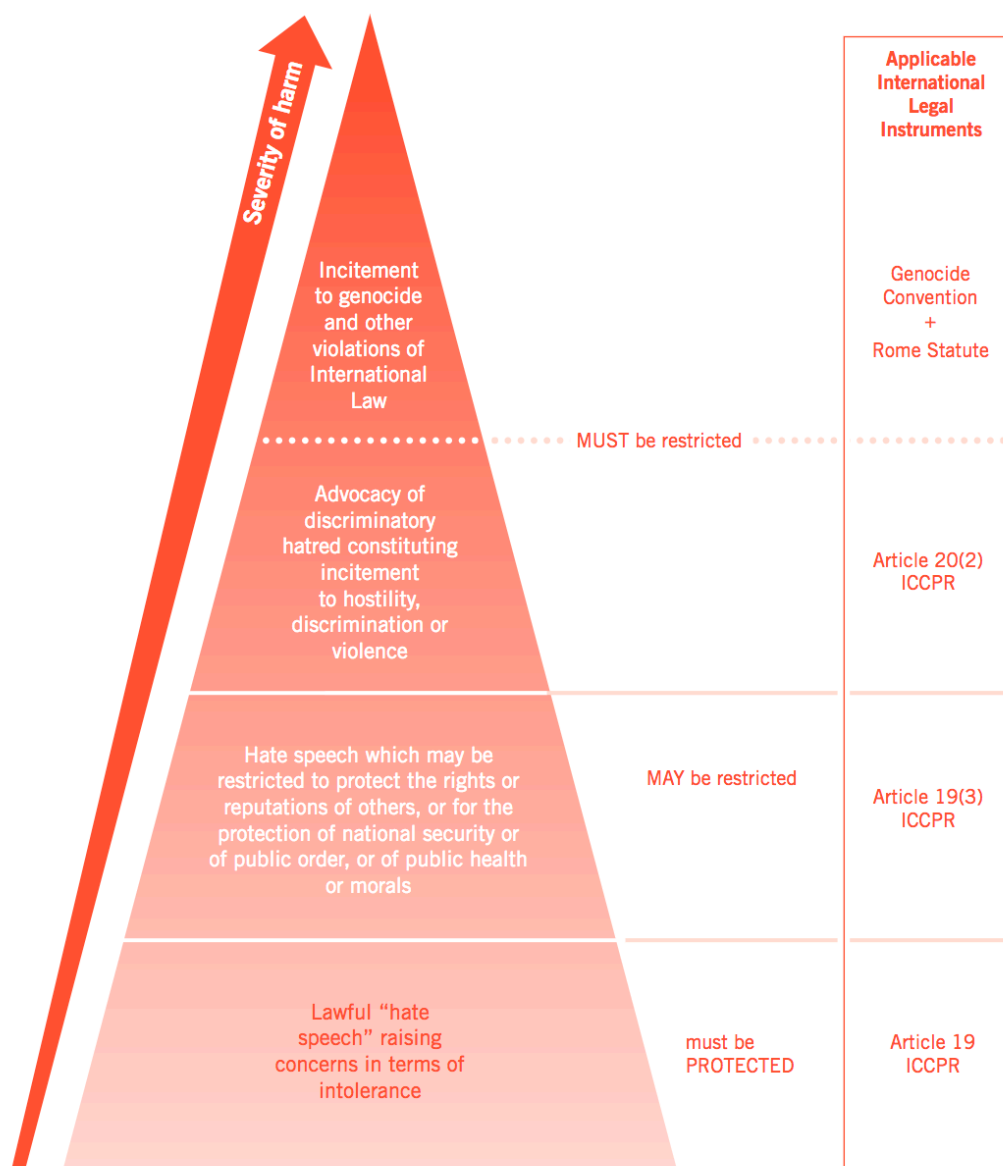 Severity of harm
Applicable
International
Legal
Instruments
Incitement
to genocide
and other
violations of
International
Law
Genocide
Convention
+
Rome Statute
MUST be restricted
Advocacy of
discriminatory
hatred constituting
incitement
to hostility,
discrimination or
violence
Article 20(2)
ICCPR
Hate speech which may be
restricted to protect the rights or
reputations of others, or for the
protection of national security or
of public order, or of public health
or morals
MAY be restricted
Article 19(3)
ICCPR
Lawful “hate
speech” raising
concerns in terms of
intolerance
must be
PROTECTED
Article 19
ICCPR